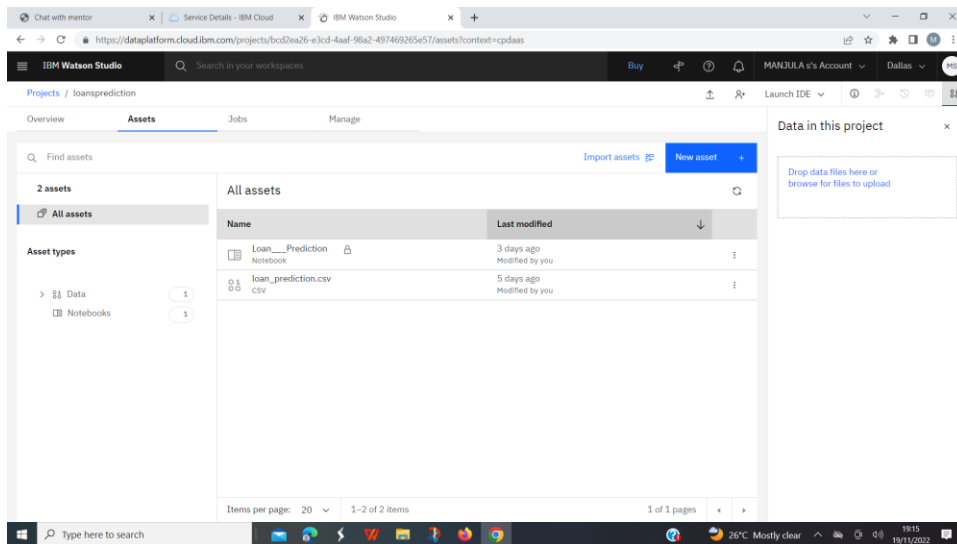 Chat with mentor
Service Details - IBM Cloud
IBM Watson Studio
https://dataplatform.cloud.ibm.com/projects/bcd2ea26-e3cd-4aaf-98a2-497469265e57/assets?context=cpdaas
M
IBM Watson Studio
Search in your workspaces
Buy
MANJULA s's Account
Dallas
MS
Projects / loansprediction
Launch IDE
Overview
Assets
Jobs
Manage
Data in this project
Find assets
Import assets
New asset +
Drop data files here or
browse for files to upload
2 assets
All assets
All assets
Name
Last modified
Asset types
Loan___Prediction
Notebook
3 days ago
Modified by you
loan_prediction.csv
CSV
5 days ago
Modified by you
Data 1
Notebooks 1
Items per page: 20
1–2 of 2 items
1 of 1 pages
Type here to search
26°C Mostly clear
19:15
19/11/2022